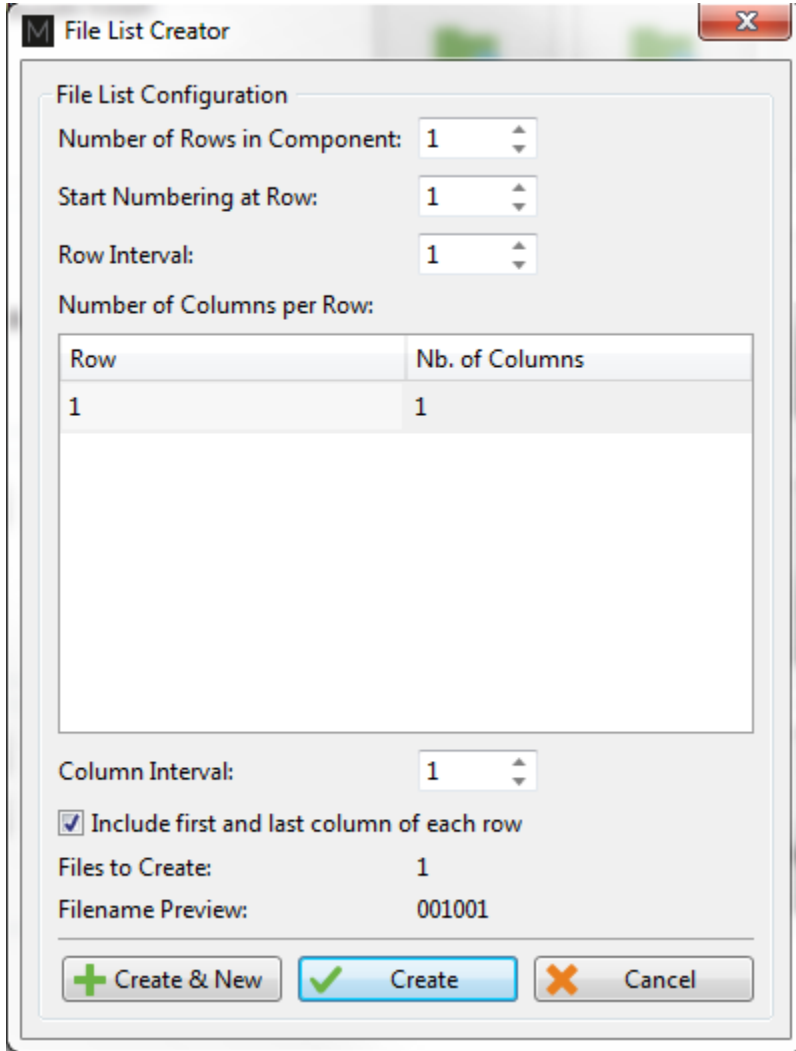 M File List Creator
File List Configuration
Number of Rows in Component: 1
Start Numbering at Row: 1
Row Interval: 1
Number of Columns per Row:
Row Nb. of Columns
1 1
Column Interval: 1
Include first and last column of each row
Files to Create: 1
Filename Preview: 001001
Create & New Create Cancel